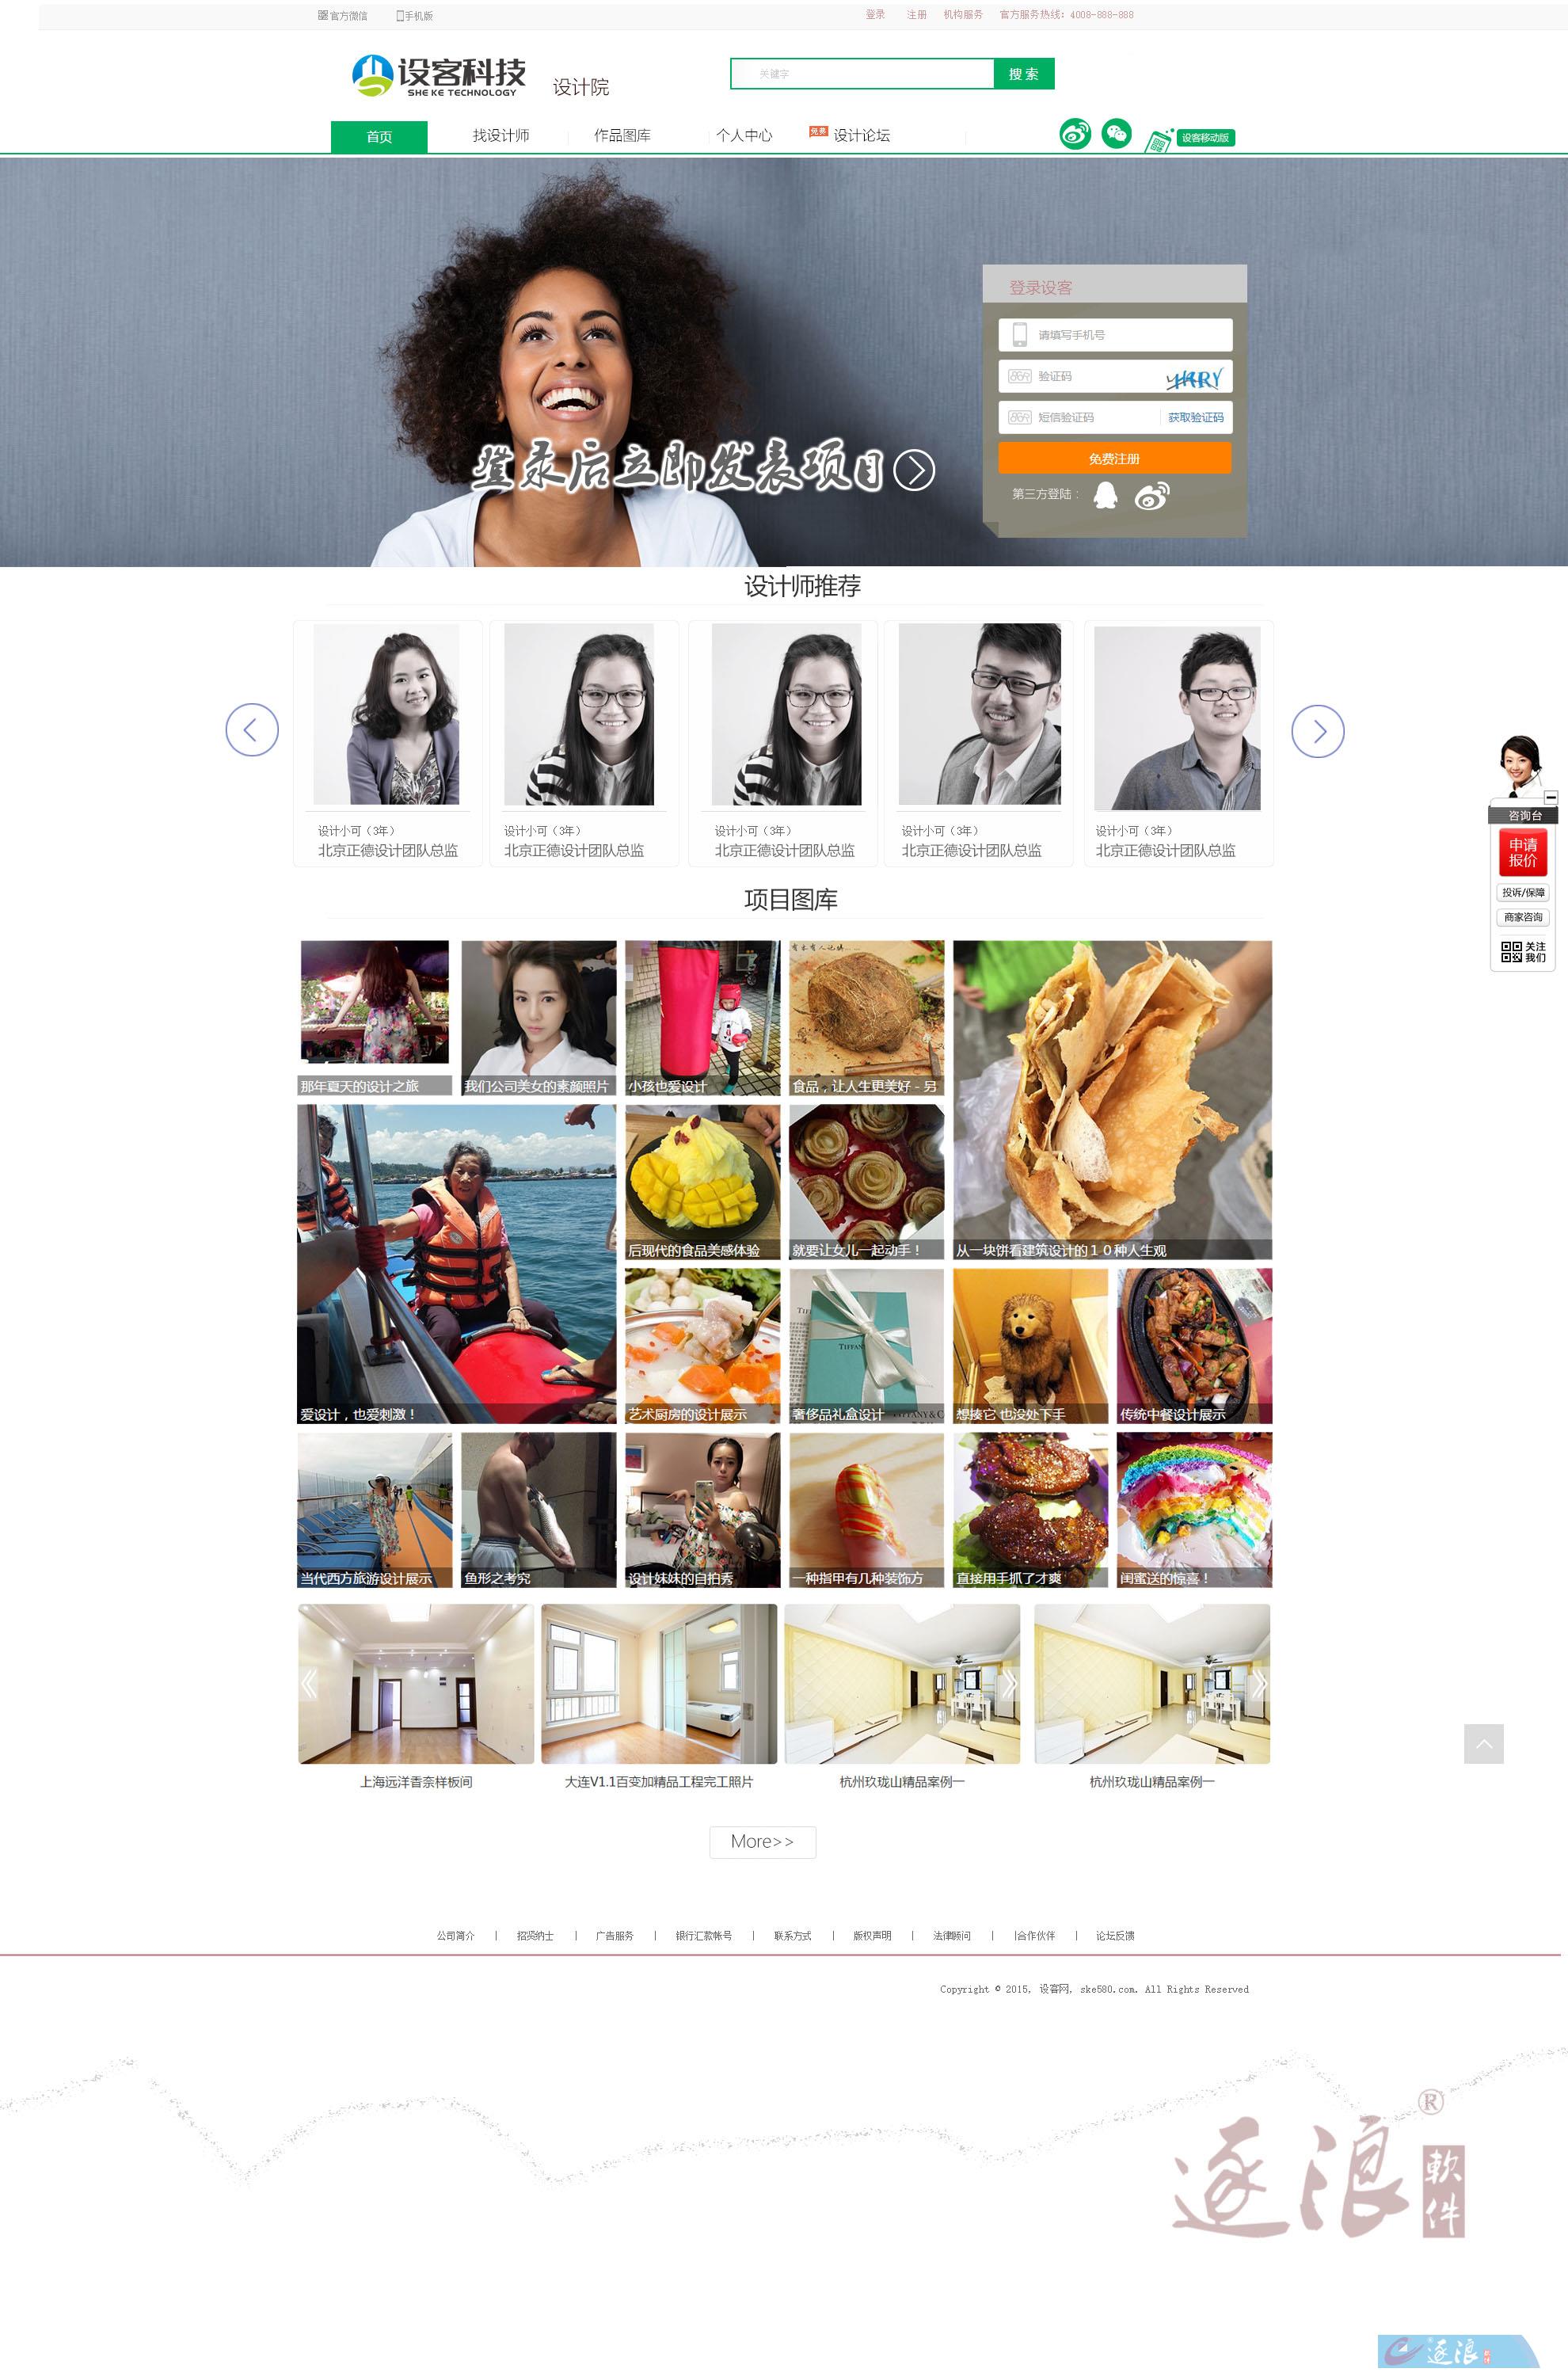 官方微信 手机版 登录 注册 机构服务 官方服务热线: 4008-888-888
设客科技
SHE KE TECHNOLOGY
设计院
关键字 搜 索
首页 找设计师 作品图库 个人中心 免费 设计论坛 设客移动版
登录设客
请填写手机号
验证码
短信验证码 获取验证码
免费注册
第三方登陆：
登录后立即发表项目
设计师推荐
设计小可（3年） 设计小可（3年） 设计小可（3年） 设计小可（3年） 设计小可（3年）
北京正德设计团队总监 北京正德设计团队总监 北京正德设计团队总监 北京正德设计团队总监 北京正德设计团队总监
咨询台
申请
报价
投诉/保障
商家咨询
关注
我们
项目图库
那年夏天的设计之旅 我们公司美女的素颜照片 小孩也爱设计 食品，让人生更美好－另
后现代的食品美感体验 就要让女儿一起动手！ 从一块饼看建筑设计的１０种人生观
爱设计，也爱刺激！ 艺术厨房的设计展示 奢侈品礼盒设计 想揍它 也没处下手 传统中餐设计展示
当代西方旅游设计展示 鱼形之考究 设计妹妹的自拍秀 一种指甲有几种装饰方 直接用手抓了才爽 闺蜜送的惊喜！
上海远洋香奈样板间 大连V1.1百变加精品工程完工照片 杭州玖珑山精品案例一 杭州玖珑山精品案例一
More>>
公司简介 | 招贤纳士 | 广告服务 | 银行汇款帐号 | 联系方式 | 版权声明 | 法律顾问 | |合作伙伴 | 论坛反馈
Copyright © 2015, 设客网, ske580.com. All Rights Reserved
逐浪®
軟件
逐浪